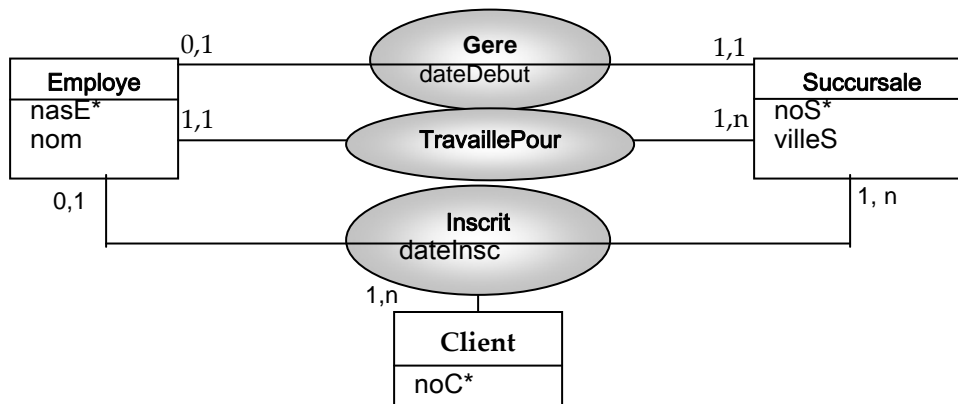 0,1
Gere
1,1
dateDebut
Employe
nasE*
nom
Succursale
noS*
villeS
1,1
TravaillePour
1,n
0,1
1, n
Inscrit
dateInsc
1,n
Client
noC*